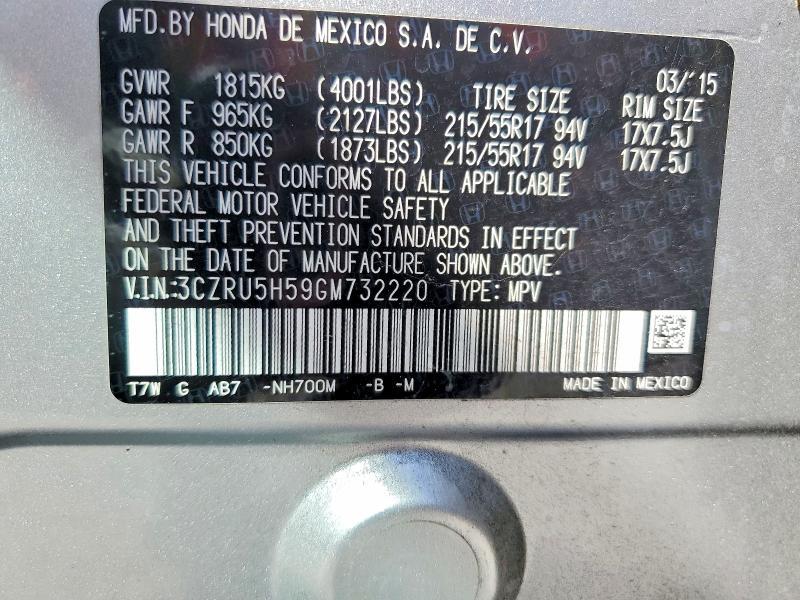 MFD.BY HONDA DE MEXICO S.A. DE C.V.
03/'15
GVWR 1815KG (4001LBS) TIRE SIZE RIM SIZE
GAWR F 965KG (2127LBS) 215/55R17 94V 17X7.5J
GAWR R 850KG (1873LBS) 215/55R17 94V 17X7.5J
THIS VEHICLE CONFORMS TO ALL APPLICABLE
FEDERAL MOTOR VEHICLE SAFETY
AND THEFT PREVENTION STANDARDS IN EFFECT
ON THE DATE OF MANUFACTURE SHOWN ABOVE.
V.I.N.:3CZRU5H59GM732220 TYPE: MPV
T7W G AB7 -NH700M -B -M MADE IN MEXICO